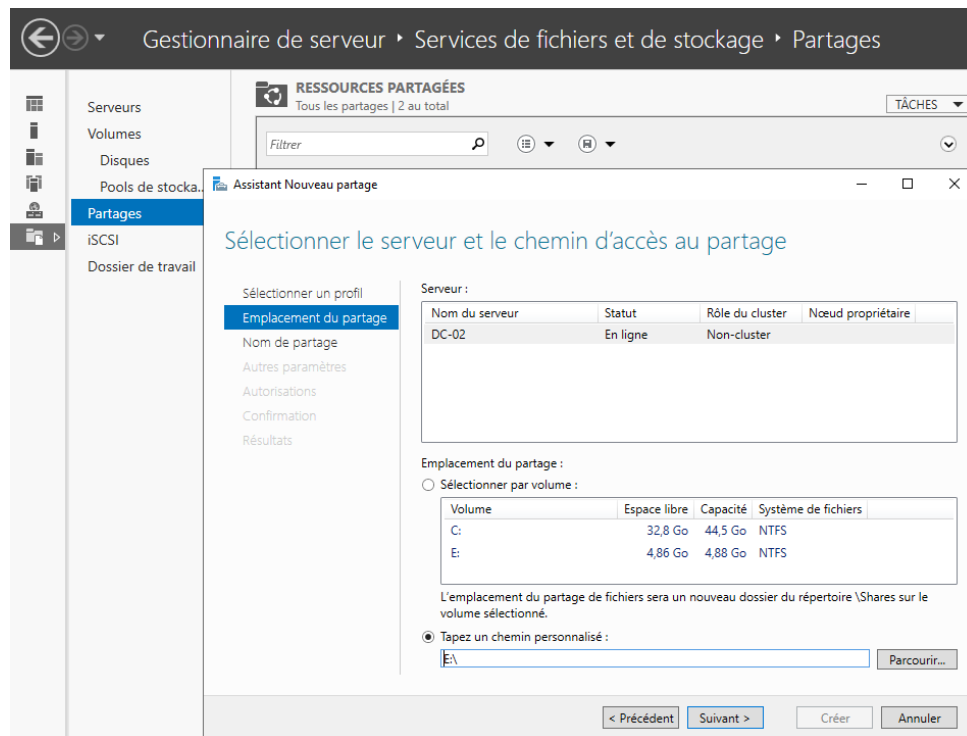 Gestionnaire de serveur ‣ Services de fichiers et de stockage ‣ Partages
Serveurs
Volumes
Disques
Pools de stocka...
Partages
iSCSI
Dossier de travail
RESSOURCES PARTAGÉES
Tous les partages | 2 au total
TÂCHES
Filtrer
Assistant Nouveau partage
Sélectionner le serveur et le chemin d’accès au partage
Sélectionner un profil
Emplacement du partage
Nom de partage
Autres paramètres
Autorisations
Confirmation
Résultats
Serveur :
Nom du serveur Statut Rôle du cluster Nœud propriétaire
DC-02 En ligne Non-cluster
Emplacement du partage :
Sélectionner par volume :
Volume Espace libre Capacité Système de fichiers
C: 32,8 Go 44,5 Go NTFS
E: 4,86 Go 4,88 Go NTFS
L’emplacement du partage de fichiers sera un nouveau dossier du répertoire \Shares sur le
volume sélectionné.
Tapez un chemin personnalisé :
E:\
Parcourir...
< Précédent Suivant > Créer Annuler